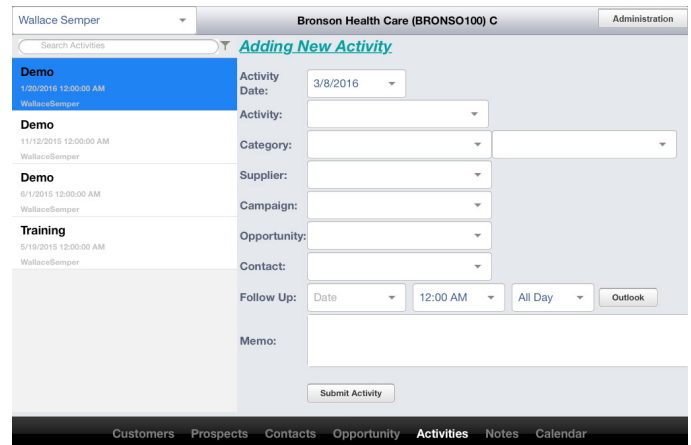 Wallace Semper
Bronson Health Care (BRONSO100) C
Administration
Search Activities
Demo
1/20/2016 12:00:00 AM
WallaceSemper
Demo
11/12/2015 12:00:00 AM
WallaceSemper
Demo
6/1/2015 12:00:00 AM
WallaceSemper
Training
5/19/2015 12:00:00 AM
WallaceSemper
Adding New Activity
Activity Date: 3/8/2016
Activity:
Category:
Supplier:
Campaign:
Opportunity:
Contact:
Follow Up: Date 12:00 AM All Day Outlook
Memo:
Submit Activity
Customers Prospects Contacts Opportunity Activities Notes Calendar